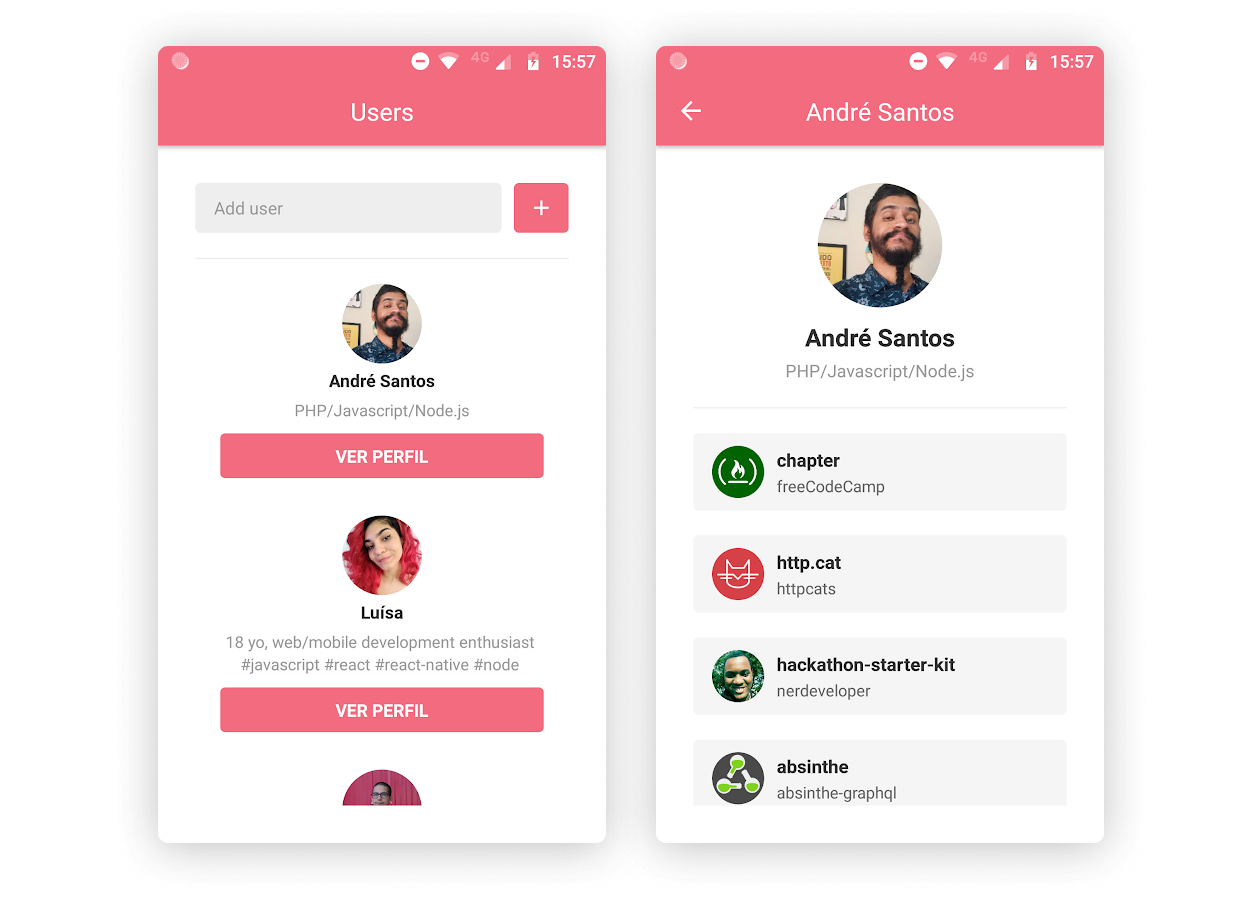 4G 15:57
Users
Add user
+
André Santos
PHP/Javascript/Node.js
VER PERFIL
Luísa
18 yo, web/mobile development enthusiast
#javascript #react #react-native #node
VER PERFIL
4G 15:57
André Santos
André Santos
PHP/Javascript/Node.js
chapter
freeCodeCamp
http.cat
httpcats
hackathon-starter-kit
nerdeveloper
absinthe
absinthe-graphql